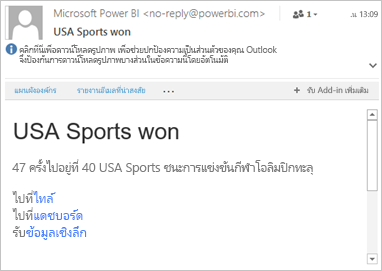 Microsoft Power BI <no-reply@powerbi.com>
1
น 13:09
USA Sports won
คลิกที่นี่เพื่อดาวน์โหลดรูปภาพ เพื่อช่วยปกป้องความเป็นส่วนตัวของคุณ Outlook
จึงป้องกันการดาวน์โหลดรูปภาพบางส่วนในข้อความนี้โดยอัตโนมัติ
แผนผังองค์กร รายงานอีเมลที่น่าสงสัย ...
+ รับ Add-in เพิ่มเติม
USA Sports won
47 ครั้งไปอยู่ที่ 40 USA Sports ชนะการแข่งขันกีฬาโอลิมปิกทะลุ
ไปที่ไทล์
ไปที่แดชบอร์ด
รับข้อมูลเชิงลึก